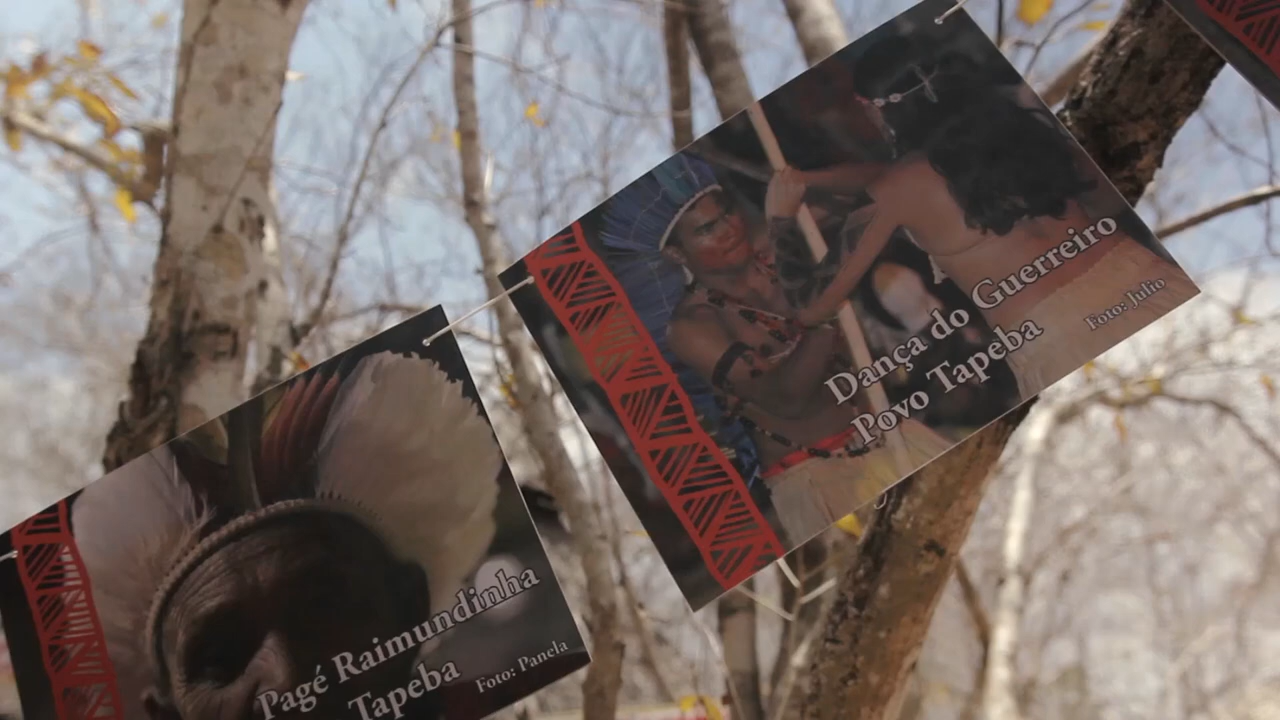 Pagé Raimundinha
Tapeba
Foto: Panela
Dança do Guerreiro
Povo Tapeba
Foto: Julio